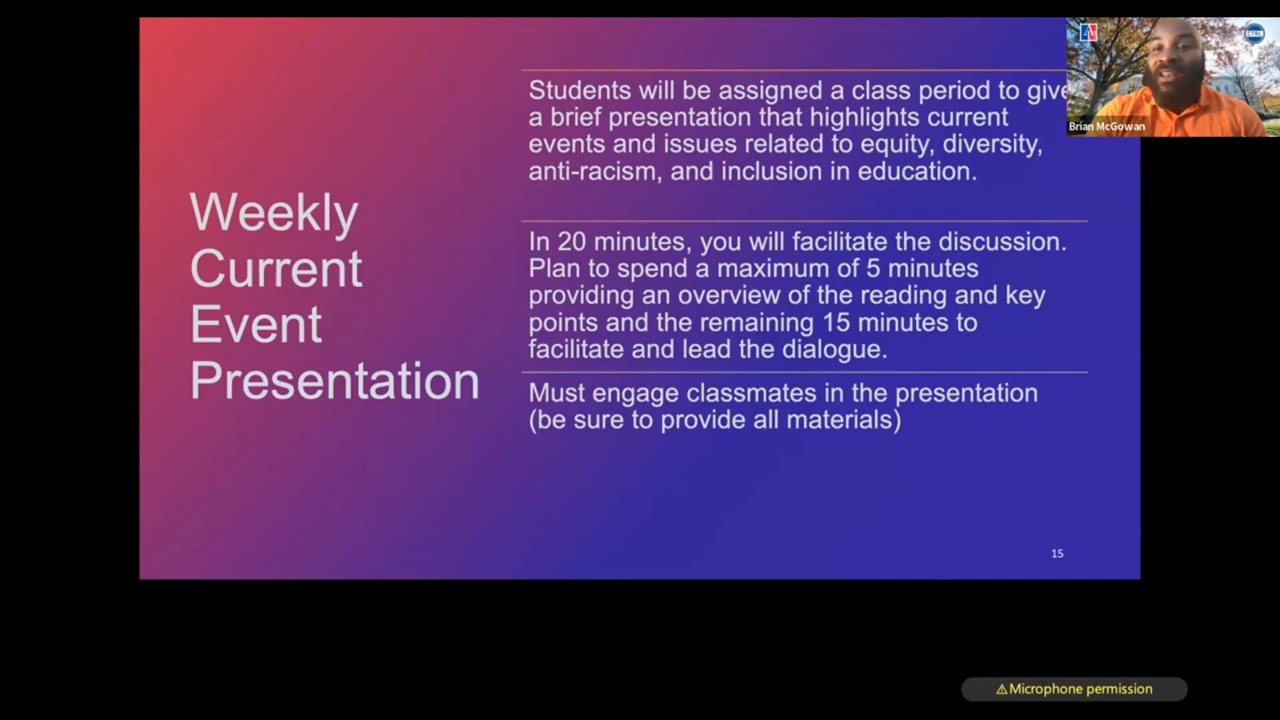 Weekly
Current
Event
Presentation
Students will be assigned a class period to give
a brief presentation that highlights current
events and issues related to equity, diversity,
anti-racism, and inclusion in education.
In 20 minutes, you will facilitate the discussion.
Plan to spend a maximum of 5 minutes
providing an overview of the reading and key
points and the remaining 15 minutes to
facilitate and lead the dialogue.
Must engage classmates in the presentation
(be sure to provide all materials)
15
CTRL
Brian McGowan
⚠Microphone permission